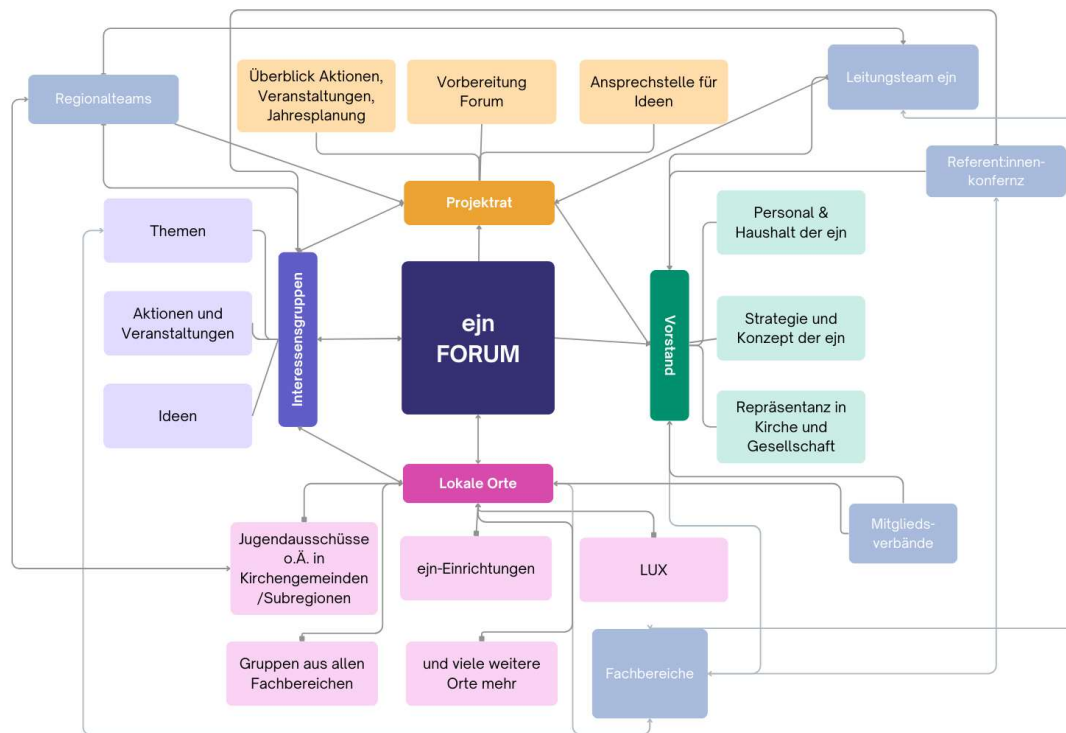 Regionalteams
Überblick Aktionen,
Veranstaltungen,
Jahresplanung
Vorbereitung
Forum
Ansprechstelle für
Ideen
Leitungsteam ejn
Referent:innen-
konfernz
Projektrat
Themen
Aktionen und
Veranstaltungen
Ideen
Interessensgruppen
ejn
FORUM
Vorstand
Personal &
Haushalt der ejn
Strategie und
Konzept der ejn
Repräsentanz in
Kirche und
Gesellschaft
Lokale Orte
Mitglieds-
verbände
Jugendausschüsse
o.Ä. in
Kirchengemeinden
/Subregionen
ejn-Einrichtungen
LUX
Gruppen aus allen
Fachbereichen
und viele weitere
Orte mehr
Fachbereiche